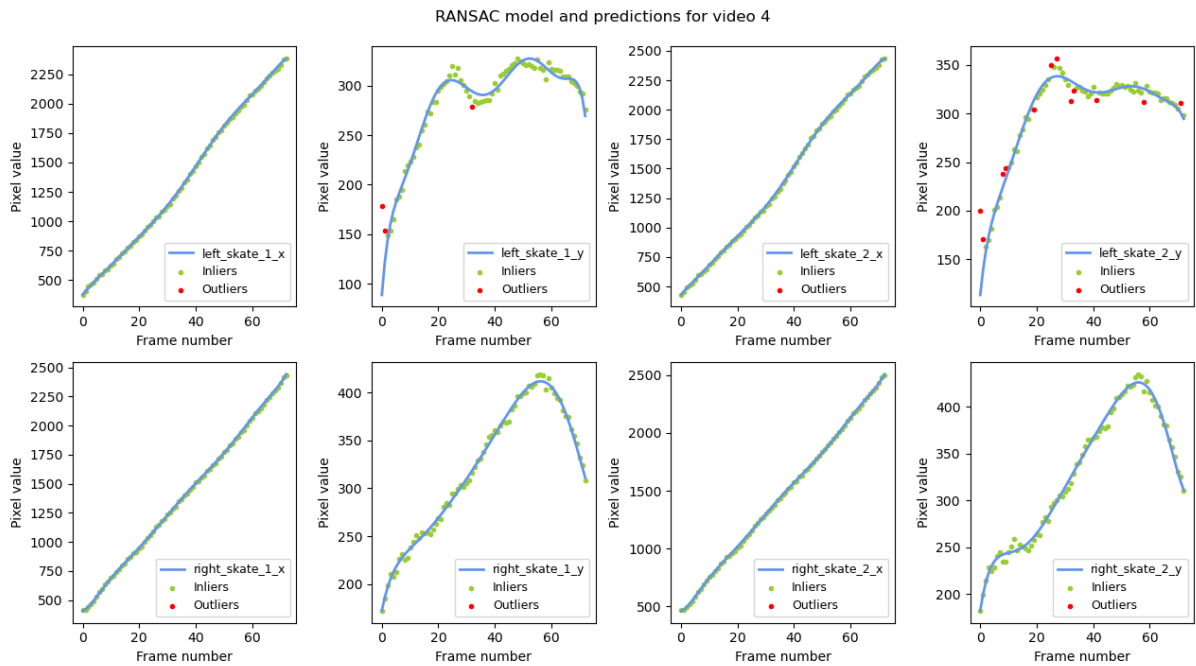 RANSAC model and predictions for video 4
Pixel value
2250
2000
1750
1500
1250
1000
750
500
0
20
40
60
Frame number
left_skate_1_x
Inliers
Outliers
Pixel value
300
250
200
150
100
0
20
40
60
Frame number
left_skate_1_y
Inliers
Outliers
Pixel value
2500
2250
2000
1750
1500
1250
1000
750
500
0
20
40
60
Frame number
left_skate_2_x
Inliers
Outliers
Pixel value
350
300
250
200
150
0
20
40
60
Frame number
left_skate_2_y
Inliers
Outliers
Pixel value
2500
2250
2000
1750
1500
1250
1000
750
500
0
20
40
60
Frame number
right_skate_1_x
Inliers
Outliers
Pixel value
400
350
300
250
200
0
20
40
60
Frame number
right_skate_1_y
Inliers
Outliers
Pixel value
2500
2000
1500
1000
500
0
20
40
60
Frame number
right_skate_2_x
Inliers
Outliers
Pixel value
400
350
300
250
200
0
20
40
60
Frame number
right_skate_2_y
Inliers
Outliers